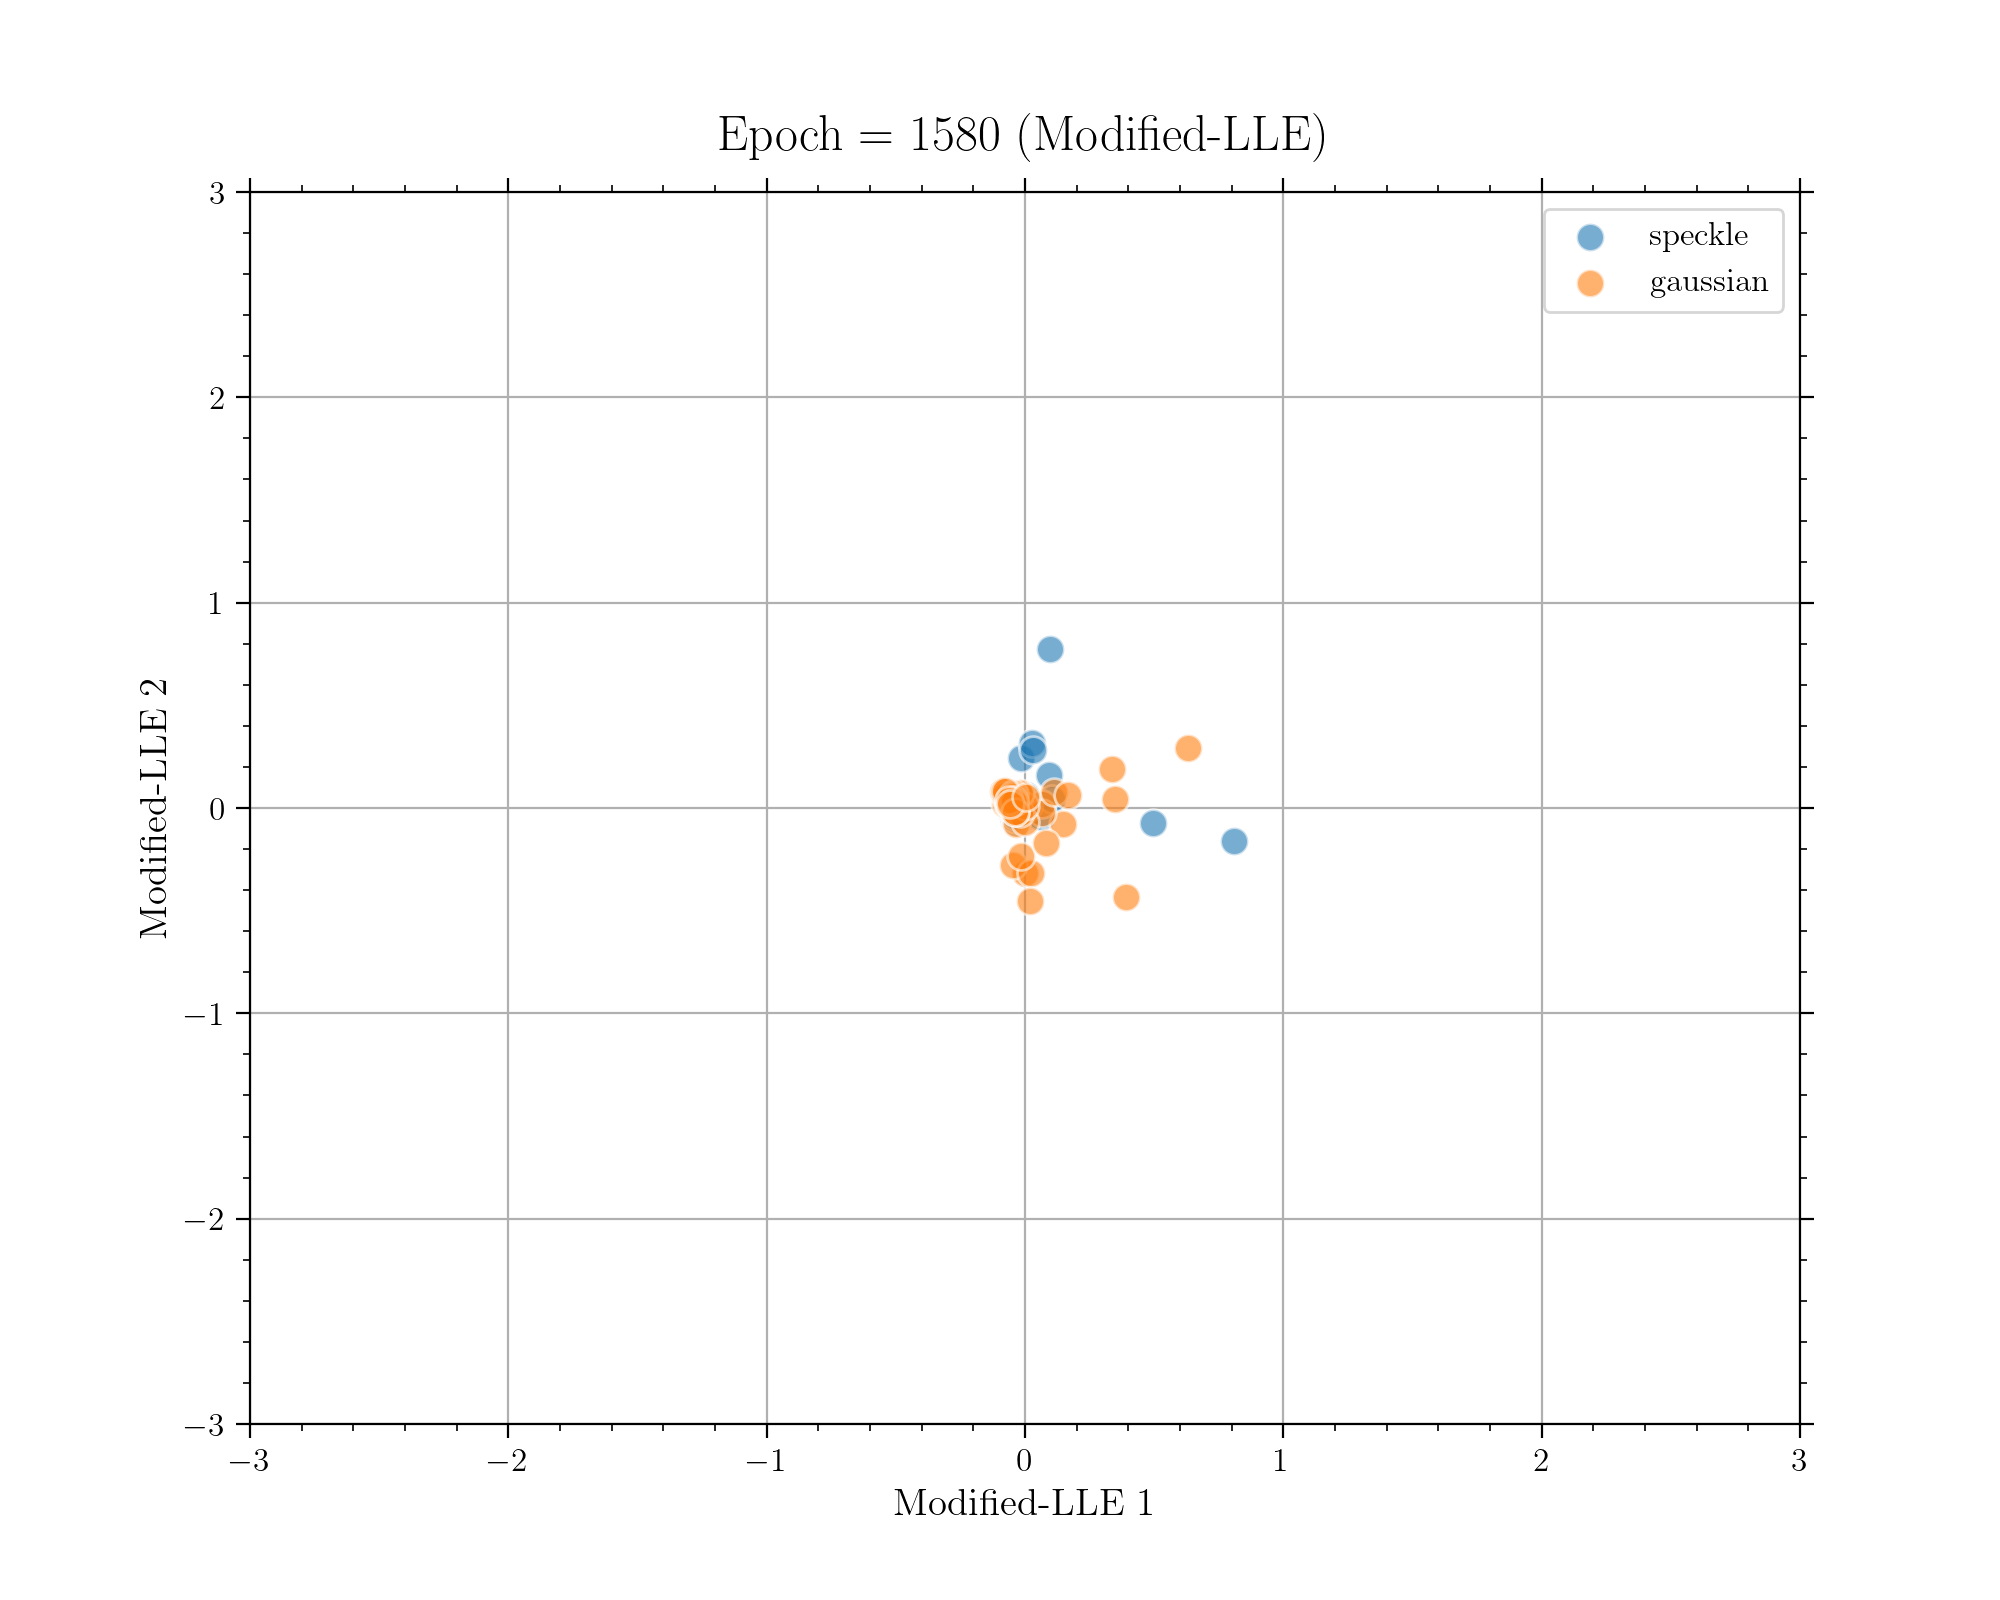 Epoch = 1580 (Modified-LLE)
speckle
gaussian
3
2
1
0
−1
−2
−3
Modified-LLE 2
−3
−2
−1
0
1
2
3
Modified-LLE 1